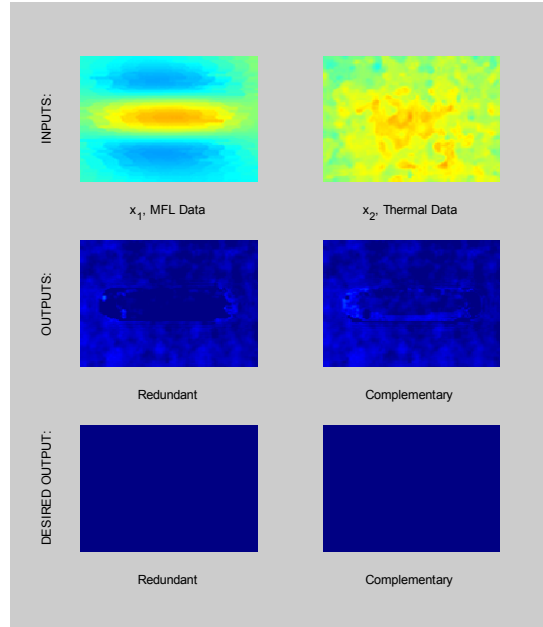 INPUTS:
x1, MFL Data
x2, Thermal Data
OUTPUTS:
Redundant
Complementary
DESIRED OUTPUT:
Redundant
Complementary